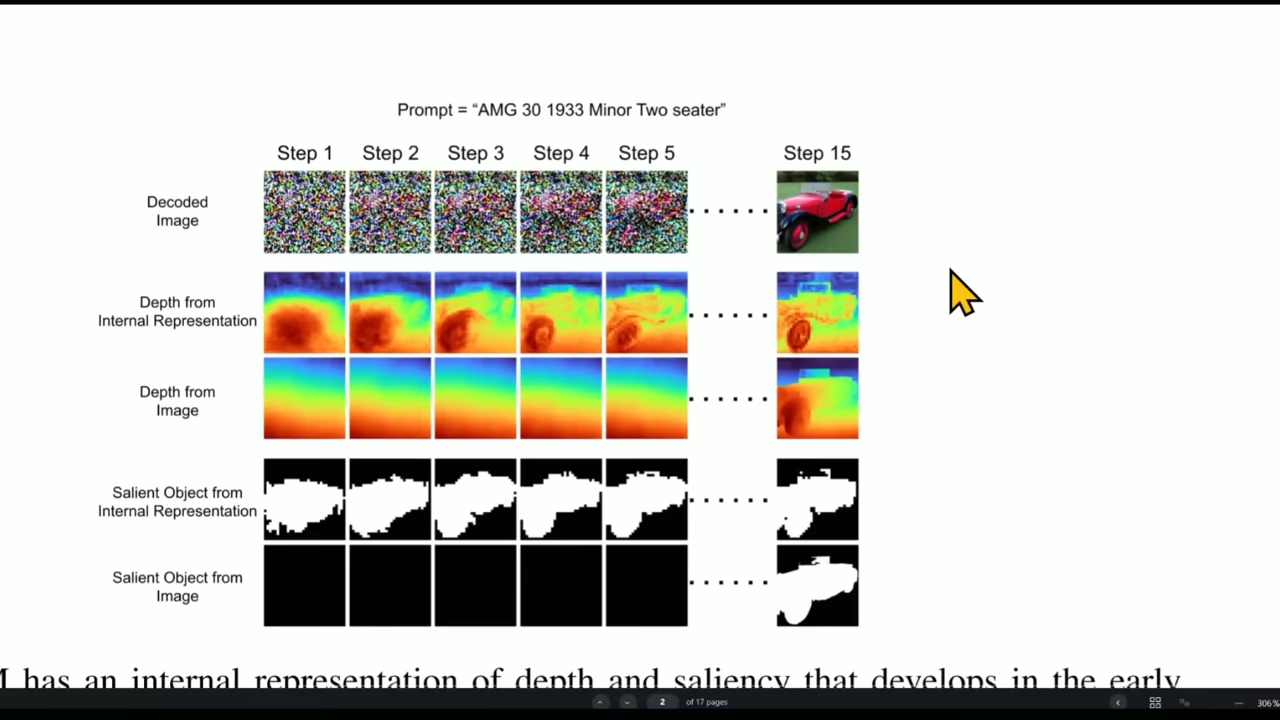 Prompt = “AMG 30 1933 Minor Two seater”
Step 1 Step 2 Step 3 Step 4 Step 5 Step 15
Decoded
Image
Depth from
Internal Representation
Depth from
Image
Salient Object from
Internal Representation
Salient Object from
Image
has an internal representation of depth and saliency that develops in the early
2 of 17 pages
306%